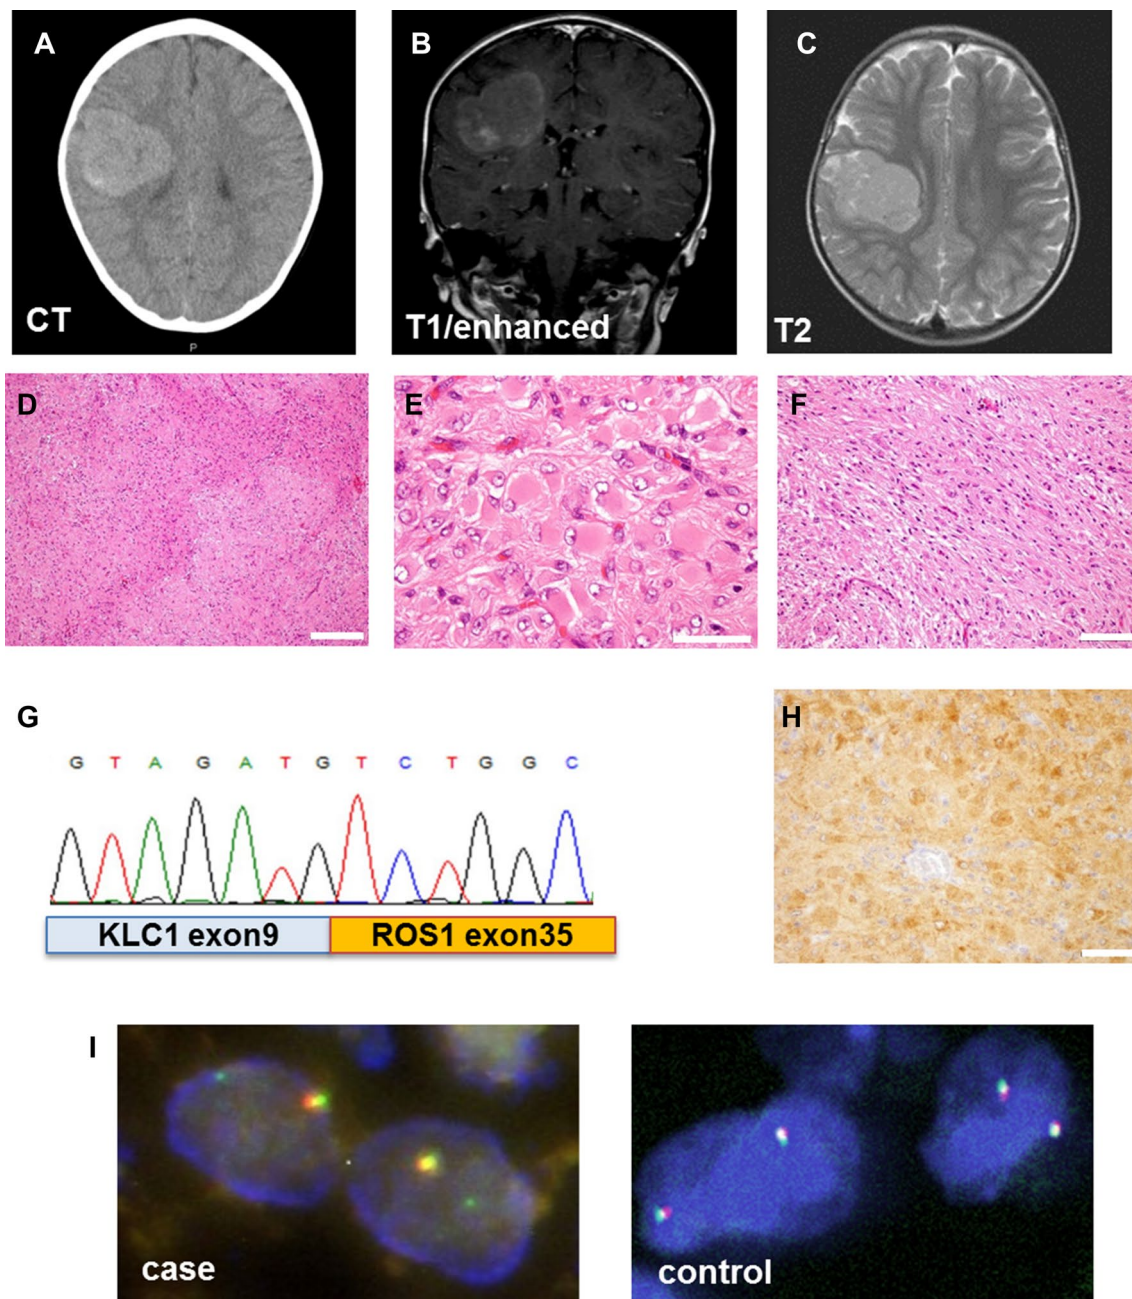 A
B
C
CT
P
T1/enhanced
T2
D
E
F
G
G T A G A T G T C T G G C
KLC1 exon9
ROS1 exon35
H
I
case
control